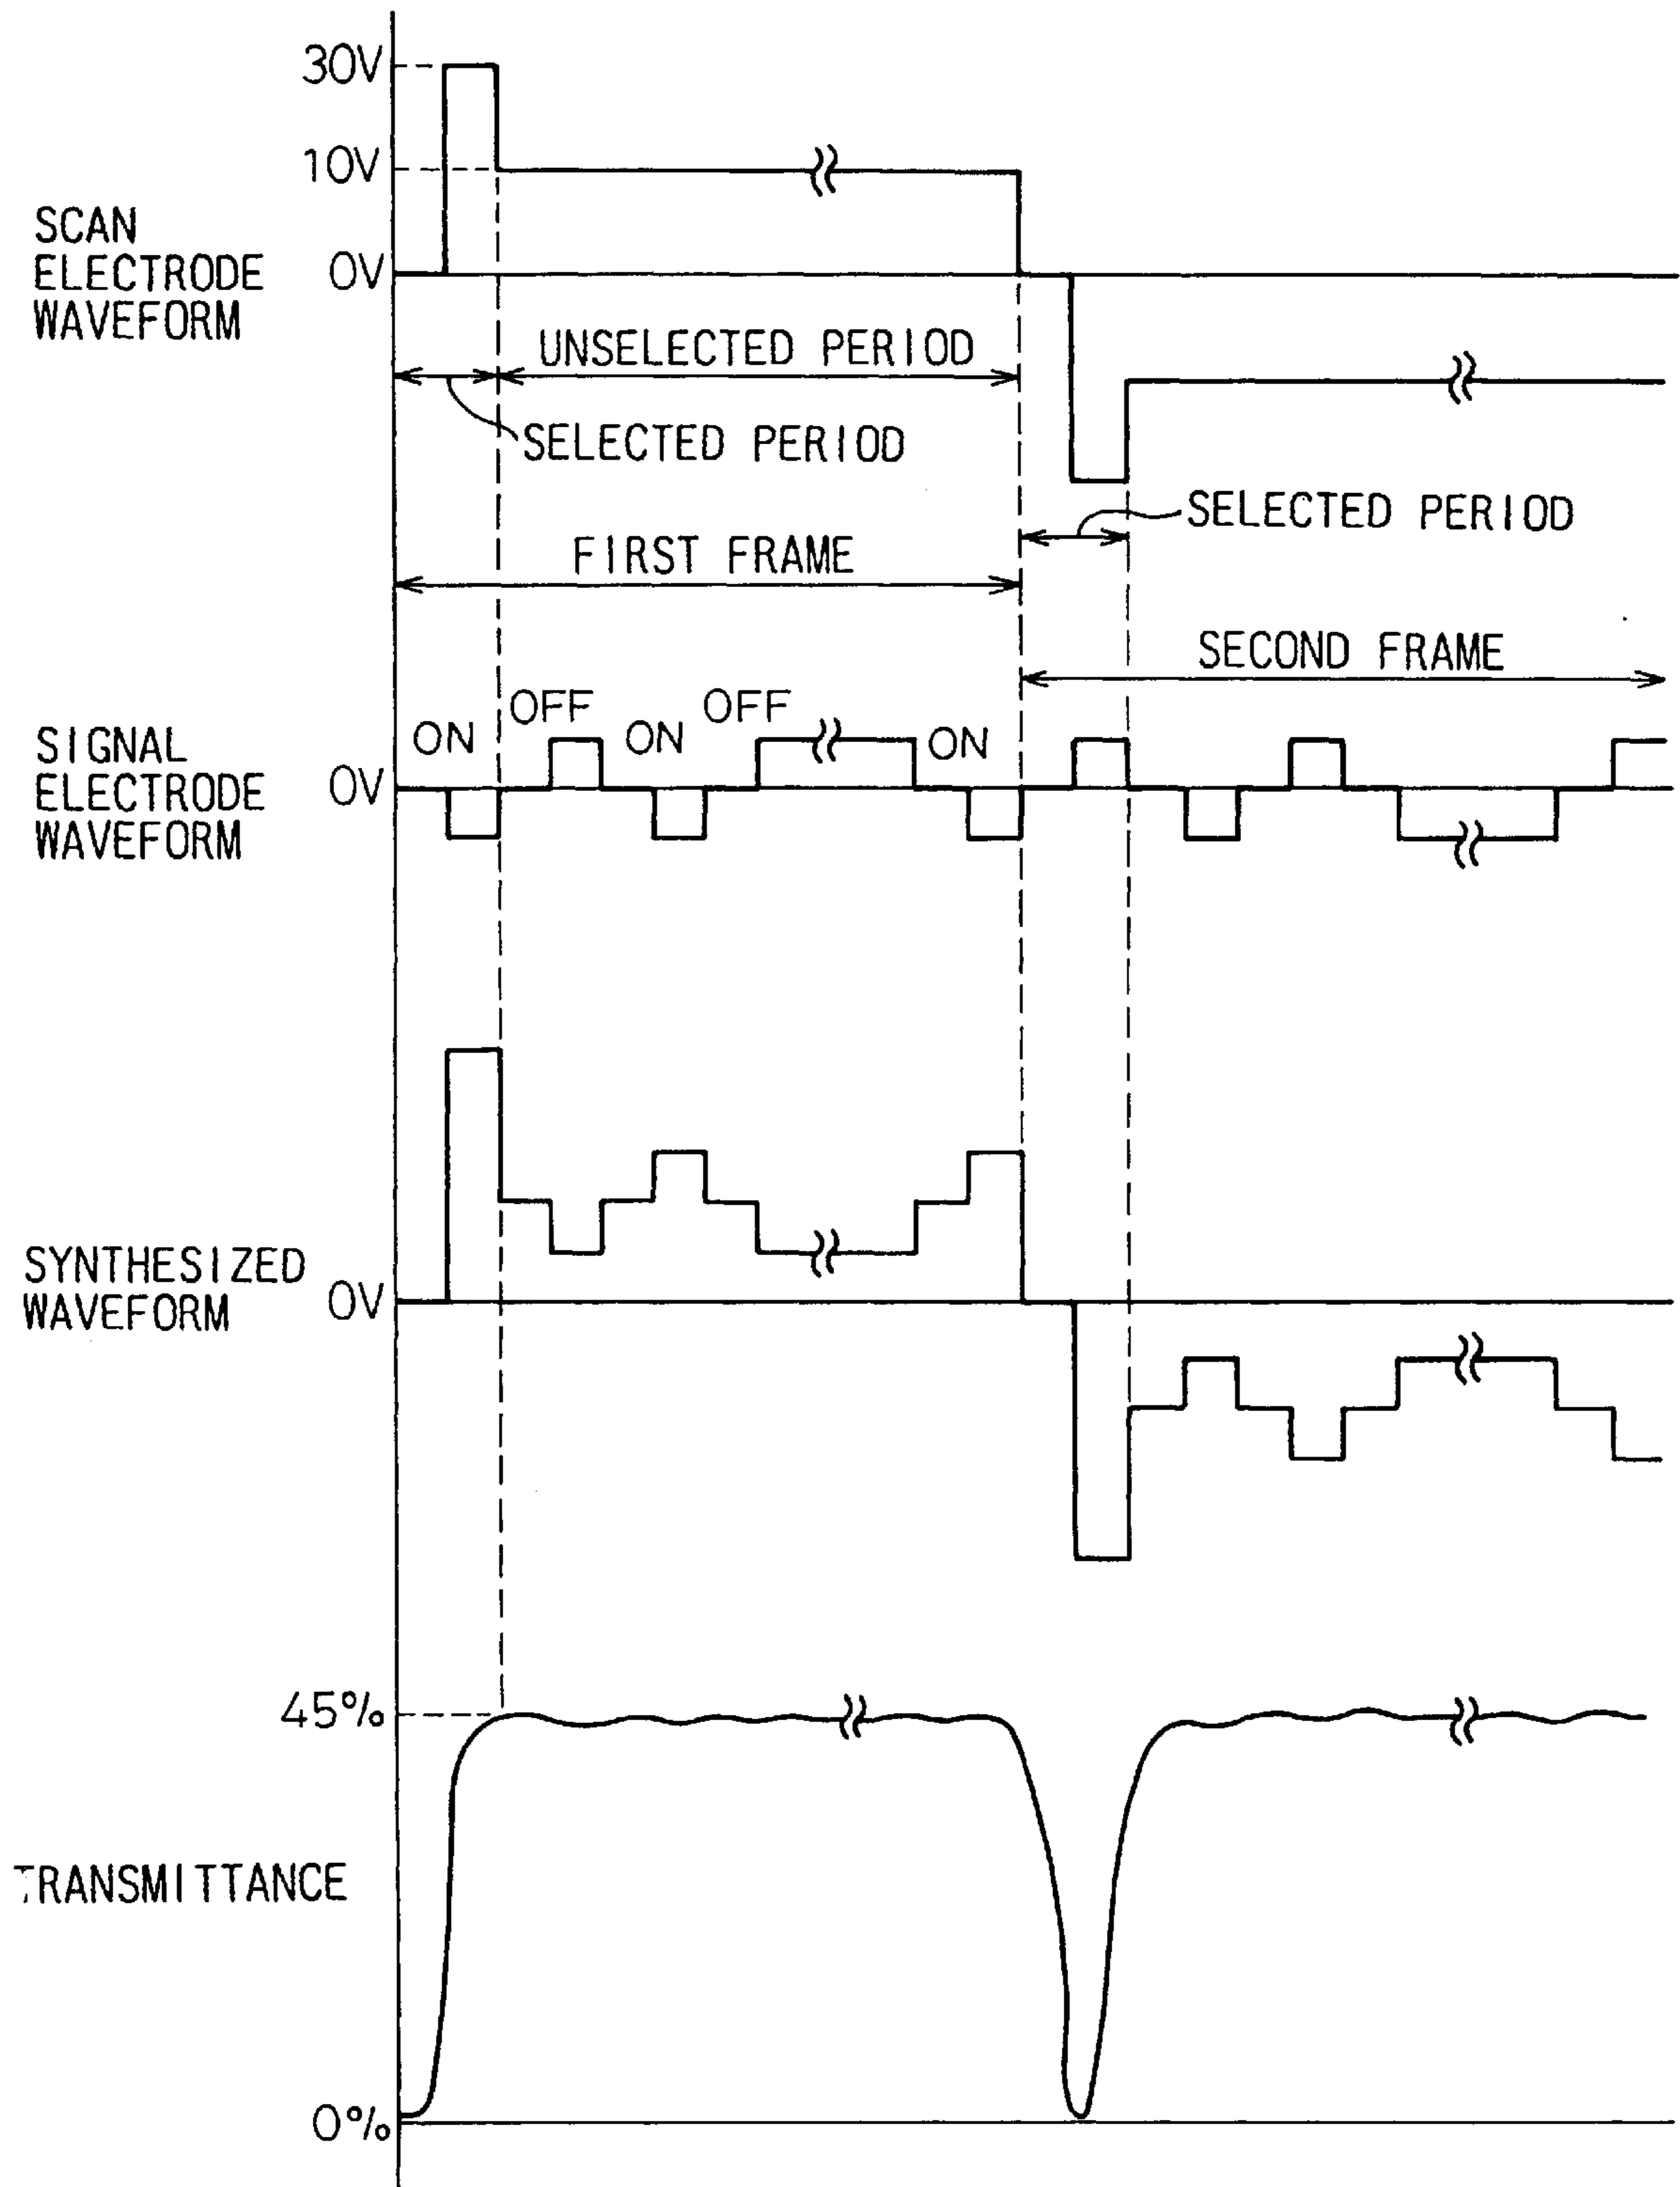 30V
10V
SCAN
ELECTRODE
WAVEFORM
0V
UNSELECTED PERIOD
SELECTED PERIOD
SELECTED PERIOD
FIRST FRAME
SECOND FRAME
ON
OFF
ON
OFF
ON
SIGNAL
ELECTRODE
WAVEFORM
0V
SYNTHESIZED
WAVEFORM
0V
45%
TRANSMITTANCE
0%